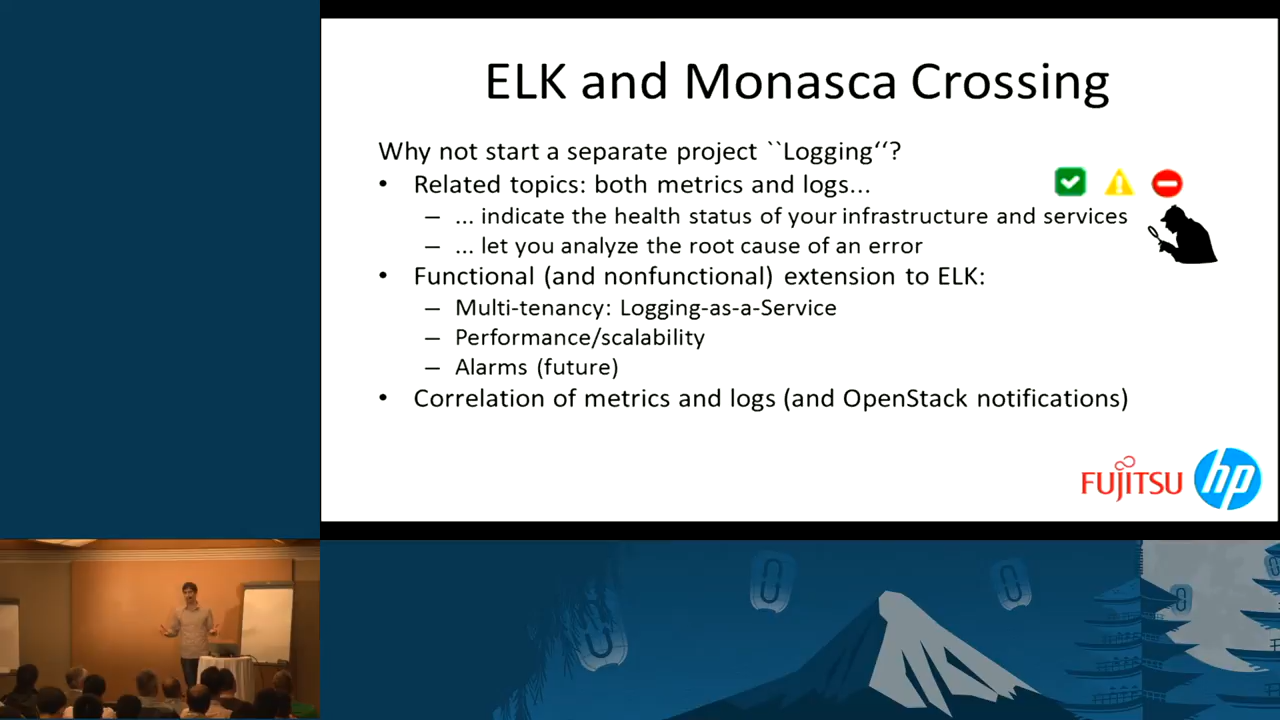 ELK and Monasca Crossing
Why not start a separate project ``Logging‘‘?
• Related topics: both metrics and logs...
– ... indicate the health status of your infrastructure and services
– ... let you analyze the root cause of an error
• Functional (and nonfunctional) extension to ELK:
– Multi-tenancy: Logging-as-a-Service
– Performance/scalability
– Alarms (future)
• Correlation of metrics and logs (and OpenStack notifications)
FUJITSU
hp